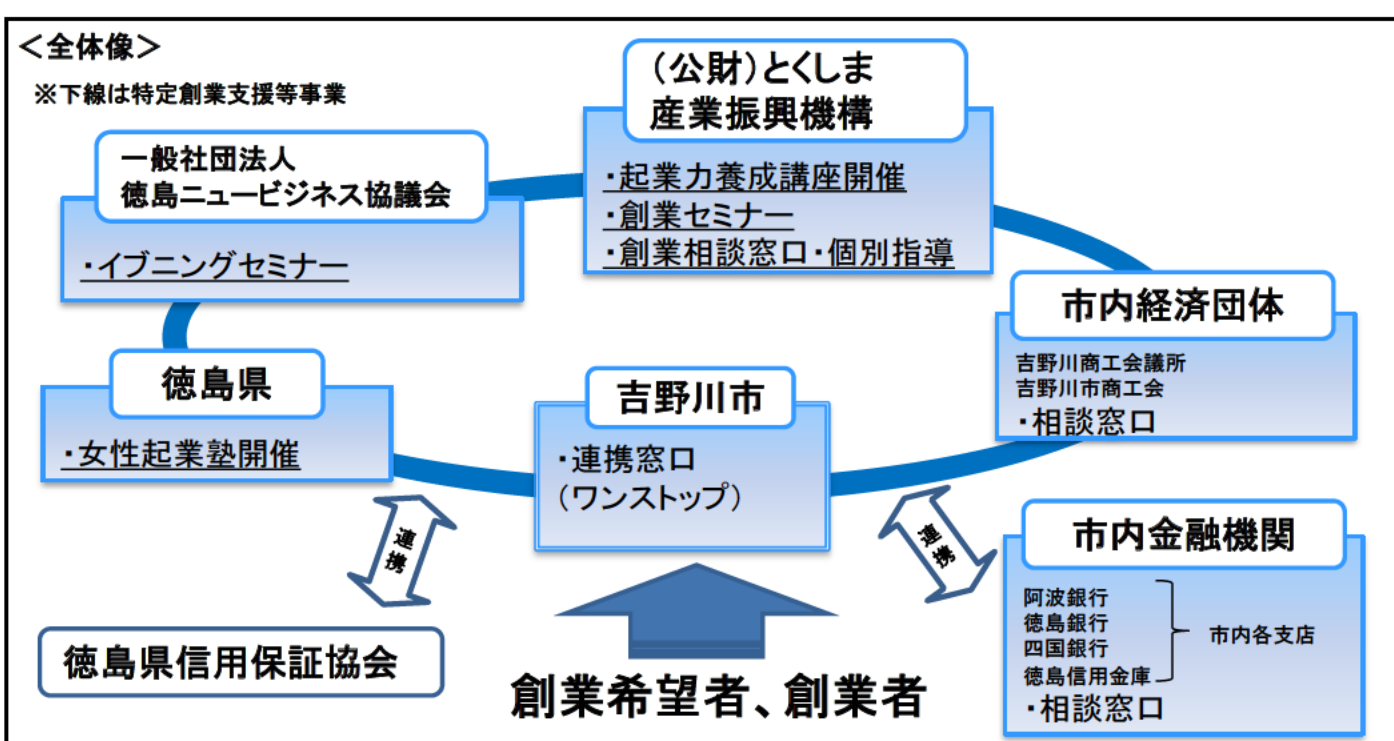 ＜全体像＞
※下線は特定創業支援等事業
（公財）とくしま
産業振興機構
・起業力養成講座開催
・創業セミナー
・創業相談窓口・個別指導
一般社団法人
徳島ニュービジネス協議会
・イブニングセミナー
市内経済団体
吉野川商工会議所
吉野川市商工会
・相談窓口
徳島県
・女性起業塾開催
吉野川市
・連携窓口
（ワンストップ）
連携
連携
市内金融機関
阿波銀行
徳島銀行
四国銀行
徳島信用金庫
市内各支店
・相談窓口
徳島県信用保証協会
創業希望者、創業者